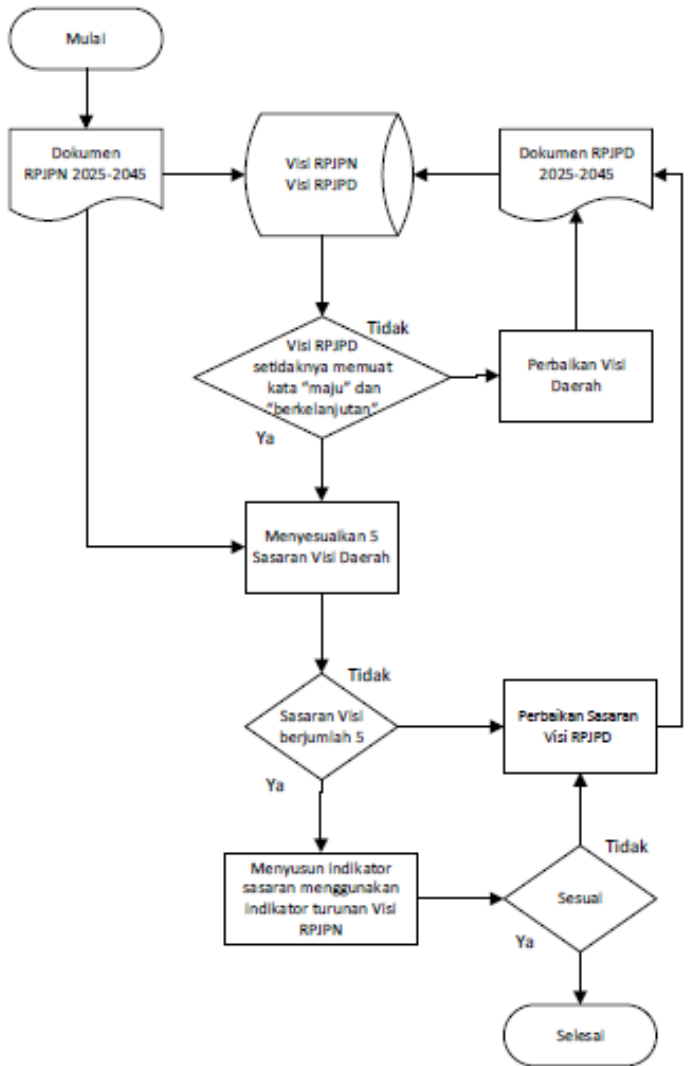 Mulai
Dokumen
RPJPN 2025-2045
Visi RPJPN
Visi RPJPD
Dokumen RPJPD
2025-2045
Tidak
Visi RPJPD
setidaknya memuat
kata “maju” dan
“berkelanjutan”
Perbaikan Visi
Daerah
Ya
Menyesuaikan 5
Sasaran Visi Daerah
Tidak
Sasaran Visi
berjumlah 5
Perbaikan Sasaran
Visi RPJPD
Ya
Menyusun indikator
sasaran menggunakan
indikator turunan Visi
RPJPN
Tidak
Sesuai
Ya
Selesai